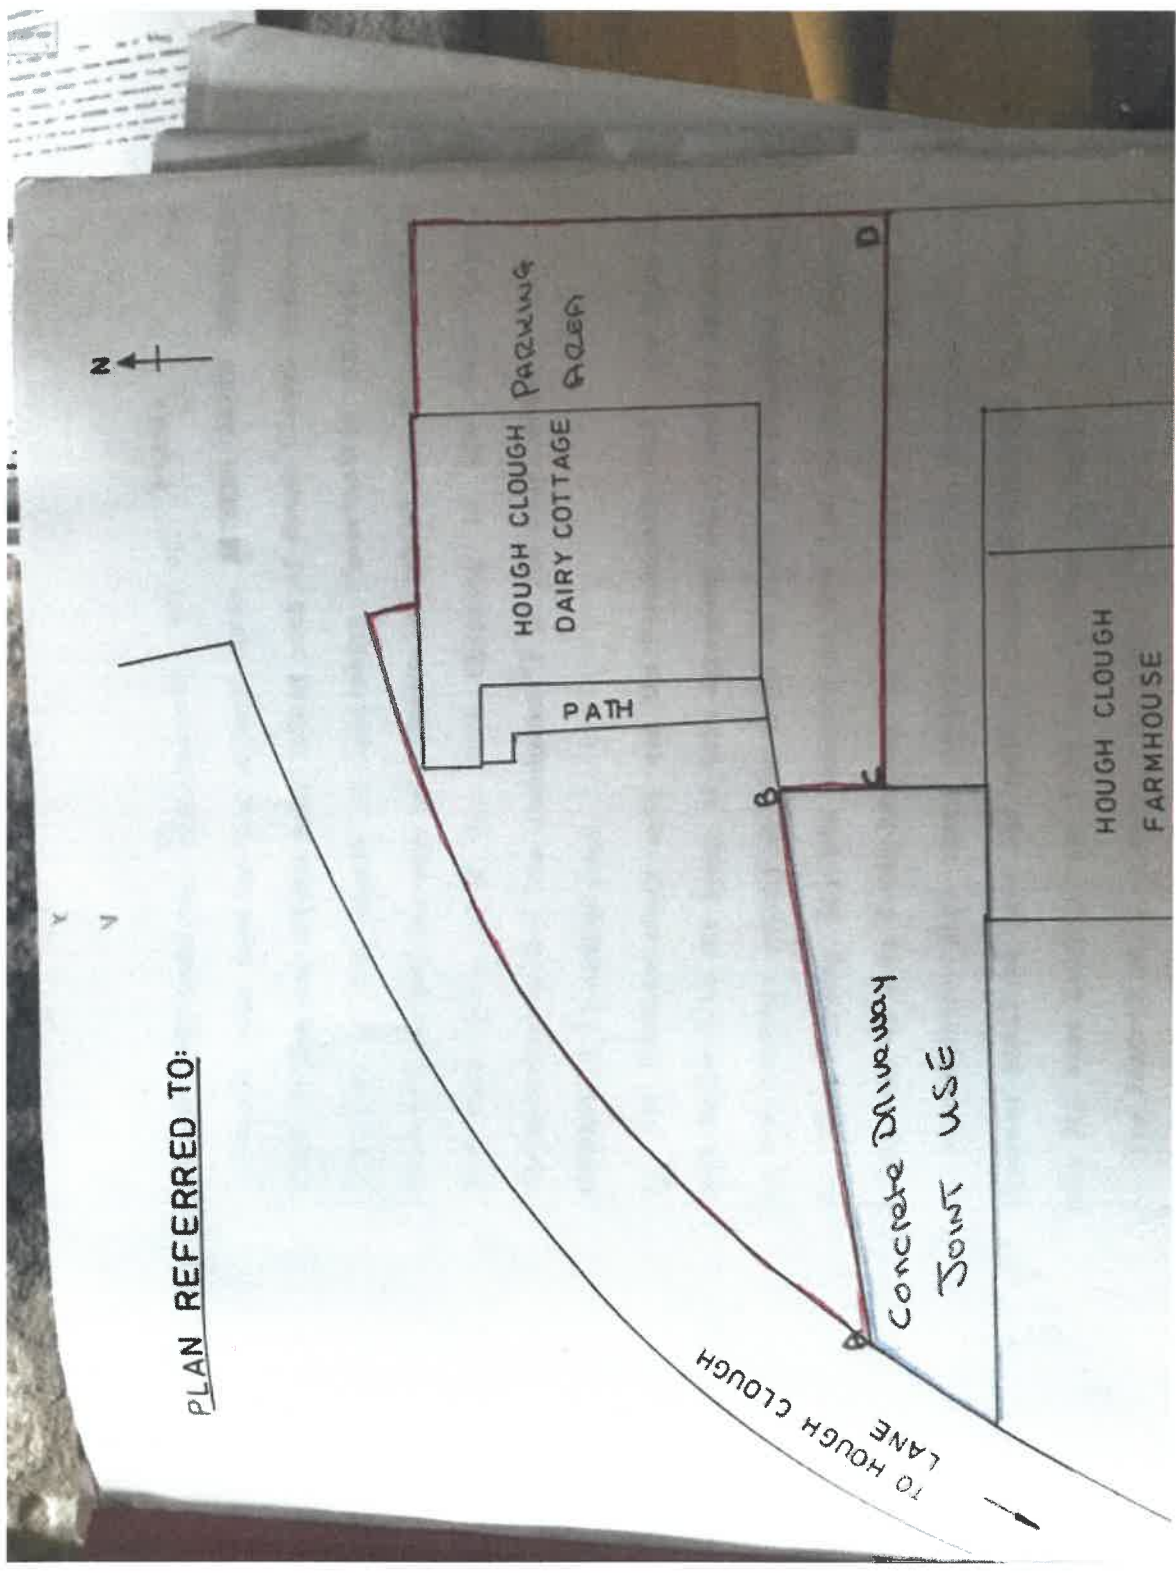 PLAN REFERRED TO:
N
HOUGH CLOUGH
DAIRY COTTAGE
PARKING
AREA
PATH
A
B
C
D
Concrete Driveway
JOINT USE
HOUGH CLOUGH
FARMHOUSE
TO HOUGH CLOUGH
LANE